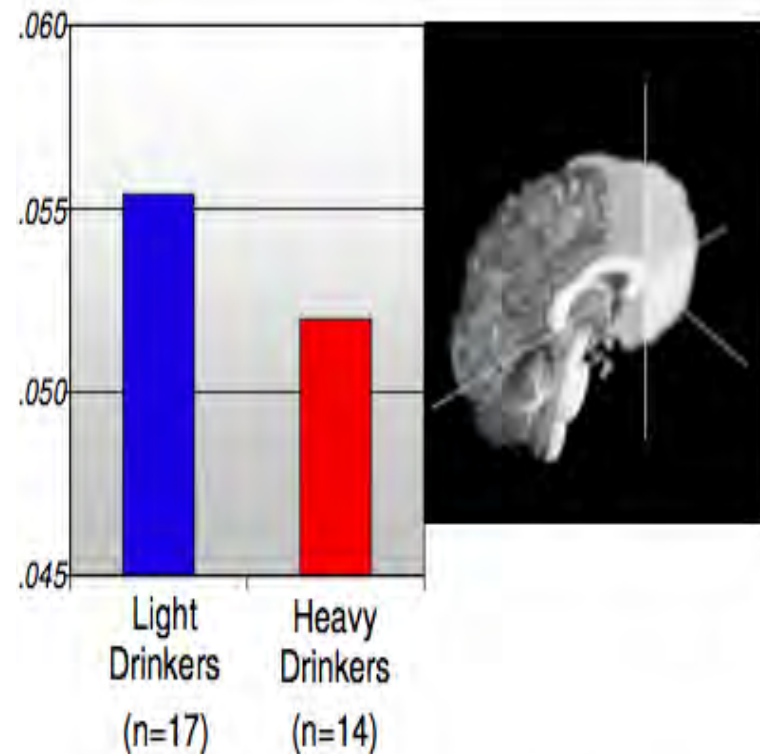 .060
.055
.050
.045
Light Heavy
Drinkers Drinkers
(n=17) (n=14)